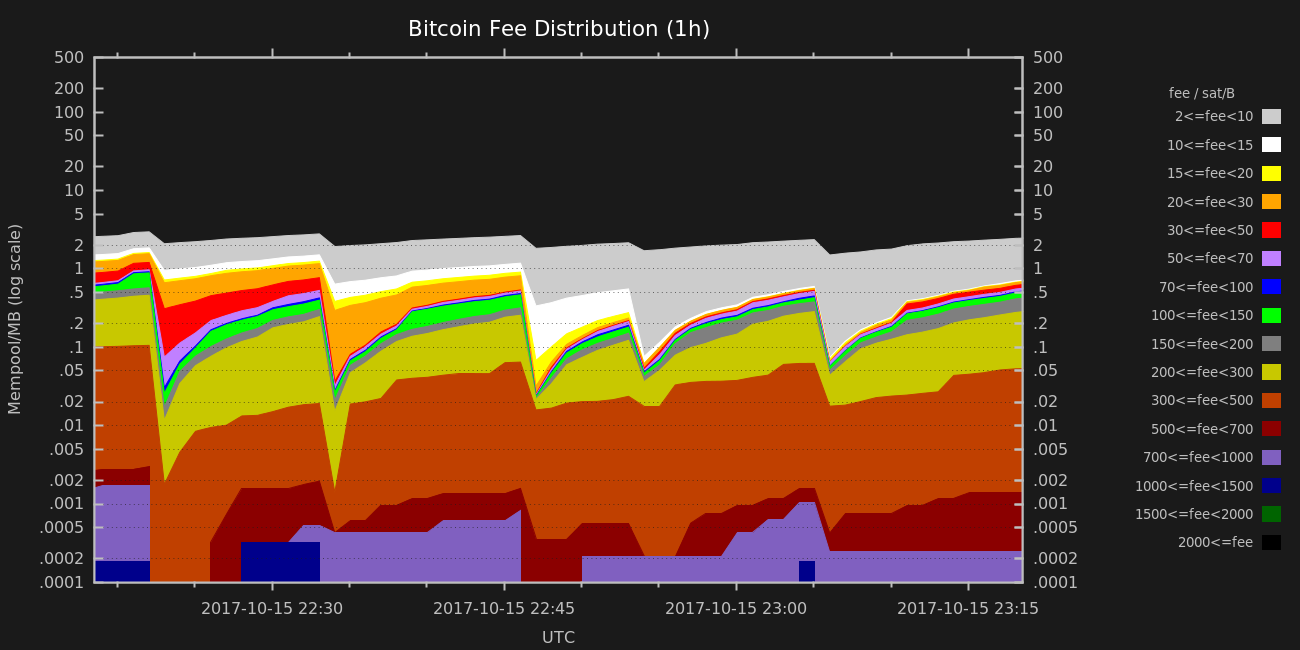 Bitcoin Fee Distribution (1h)
Mempool/MB (log scale)
500
200
100
50
20
10
5
2
1
.5
.2
.1
.05
.02
.01
.005
.002
.001
.0005
.0002
.0001
500
200
100
50
20
10
5
2
1
.5
.2
.1
.05
.02
.01
.005
.002
.001
.0005
.0002
.0001
2017-10-15 22:30
2017-10-15 22:45
2017-10-15 23:00
2017-10-15 23:15
UTC
fee / sat/B
2<=fee<10
10<=fee<15
15<=fee<20
20<=fee<30
30<=fee<50
50<=fee<70
70<=fee<100
100<=fee<150
150<=fee<200
200<=fee<300
300<=fee<500
500<=fee<700
700<=fee<1000
1000<=fee<1500
1500<=fee<2000
2000<=fee